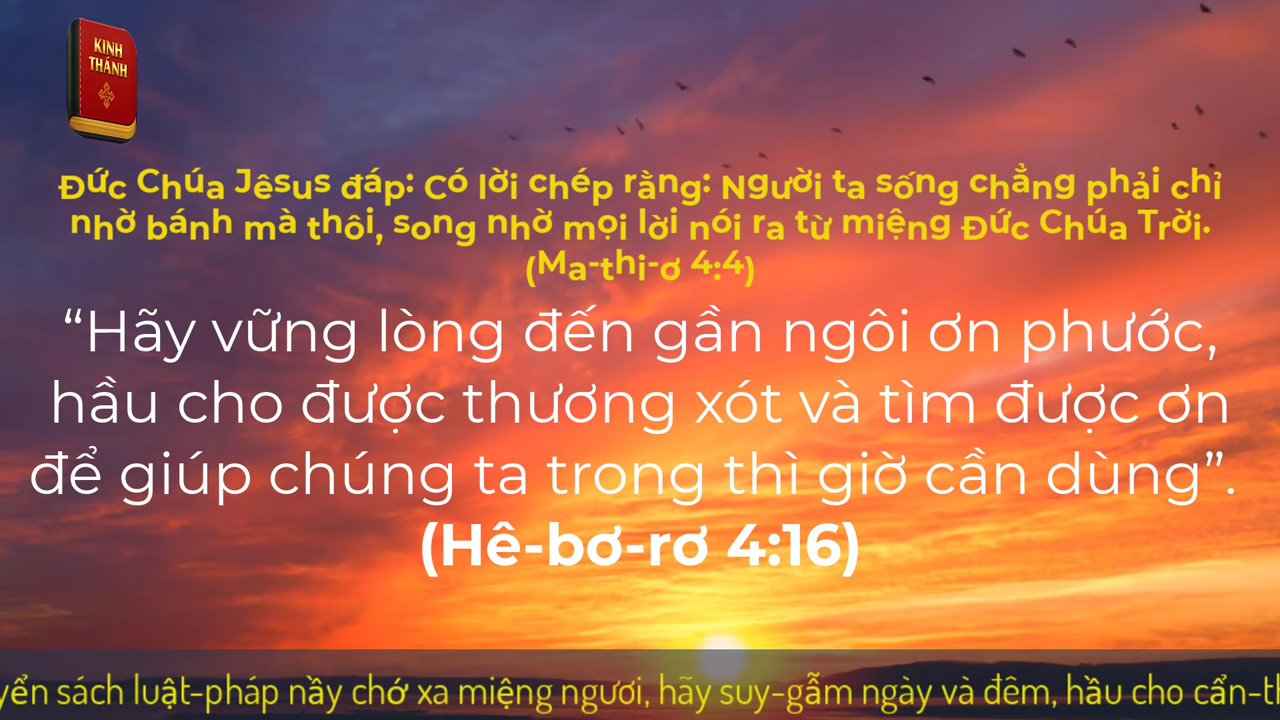 KINH
THÁNH
Đức Chúa Jêsus đáp: Có lời chép rằng: Người ta sống chẳng phải chỉ
nhờ bánh mà thôi, song nhờ mọi lời nói ra từ miệng Đức Chúa Trời.
(Ma-thi-ơ 4:4)
“Hãy vững lòng đến gần ngôi ơn phước,
hầu cho được thương xót và tìm được ơn
để giúp chúng ta trong thì giờ cần dùng”.
(Hê-bơ-rơ 4:16)
sách luật-pháp nầy chớ xa miệng ngươi, hãy suy-gẫm ngày và đêm, hầu cho